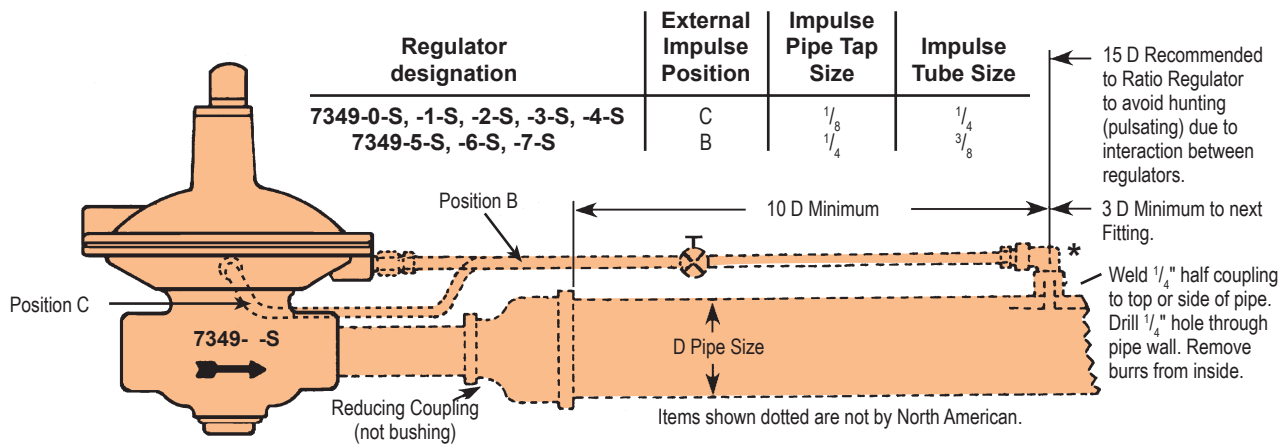 Regulator designation | External Impulse Position | Impulse Pipe Tap Size | Impulse Tube Size
7349-0-S, -1-S, -2-S, -3-S, -4-S | C | 1/8 | 1/4
7349-5-S, -6-S, -7-S | B | 1/4 | 3/8
15 D Recommended
to Ratio Regulator
to avoid hunting
(pulsating) due to
interaction between
regulators.
Position B
10 D Minimum
3 D Minimum to next
Fitting.
*
Position C
Weld 1/4" half coupling
to top or side of pipe.
Drill 1/4" hole through
pipe wall. Remove
burrs from inside.
7349- -S
D Pipe Size
Reducing Coupling
(not bushing)
Items shown dotted are not by North American.